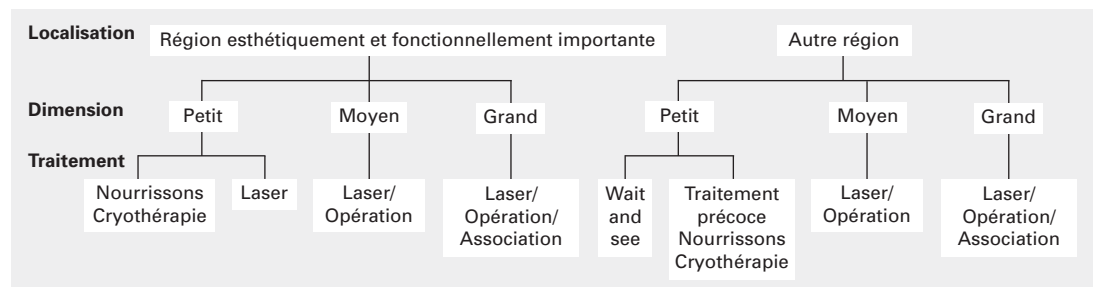 Localisation
Région esthétiquement et fonctionnellement importante
Autre région
Dimension
Petit
Moyen
Grand
Petit
Moyen
Grand
Traitement
Nourrissons
Cryothérapie
Laser
Laser/
Opération
Laser/
Opération/
Association
Wait
and
see
Traitement
précoce
Nourrissons
Cryothérapie
Laser/
Opération
Laser/
Opération/
Association